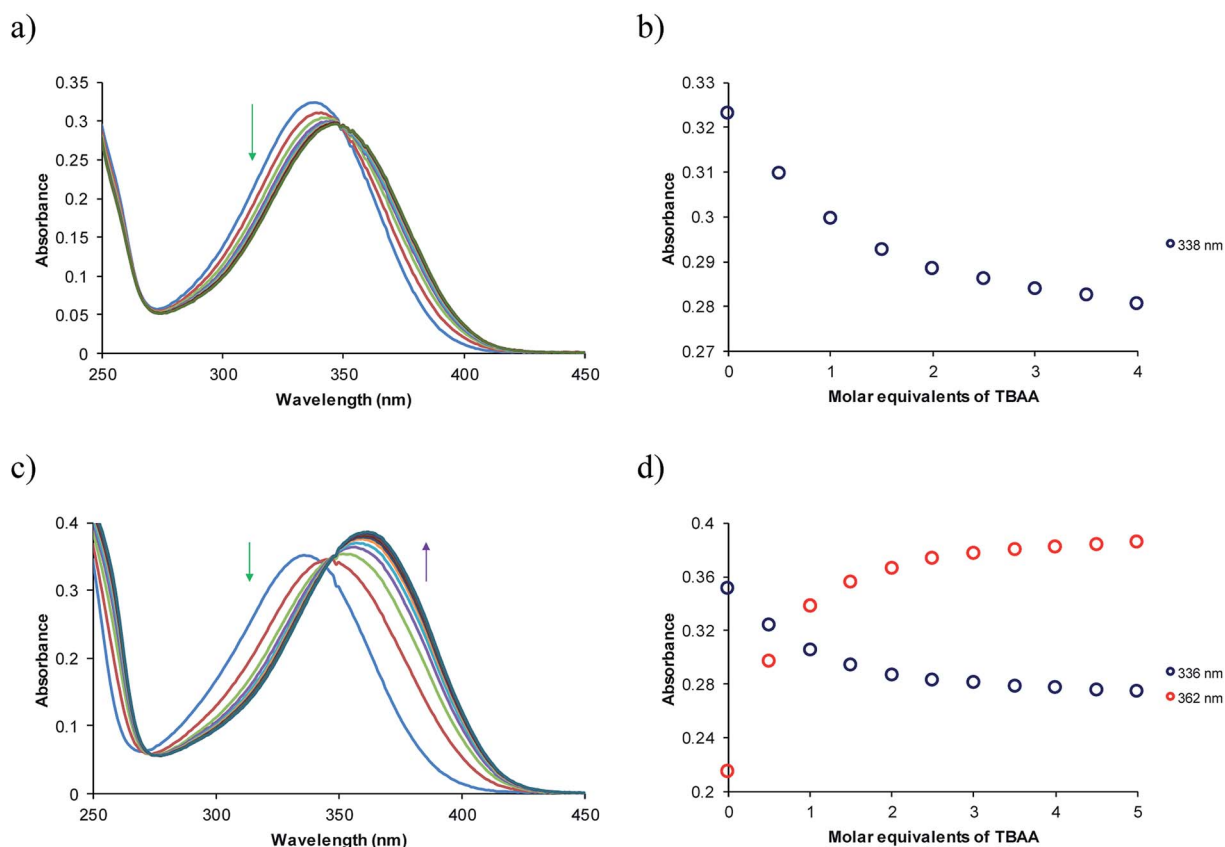 a)
0.35
0.3
0.25
0.2
0.15
0.1
0.05
0
Absorbance
250 300 350 400 450
Wavelength (nm)
b)
0.33
0.32
0.31
0.3
0.29
0.28
0.27
Absorbance
0 1 2 3 4
Molar equivalents of TBAA
338 nm
c)
0.4
0.3
0.2
0.1
0
Absorbance
250 300 350 400 450
Wavelength (nm)
d)
0.4
0.36
0.32
0.28
0.24
0.2
Absorbance
0 1 2 3 4 5
Molar equivalents of TBAA
336 nm
362 nm